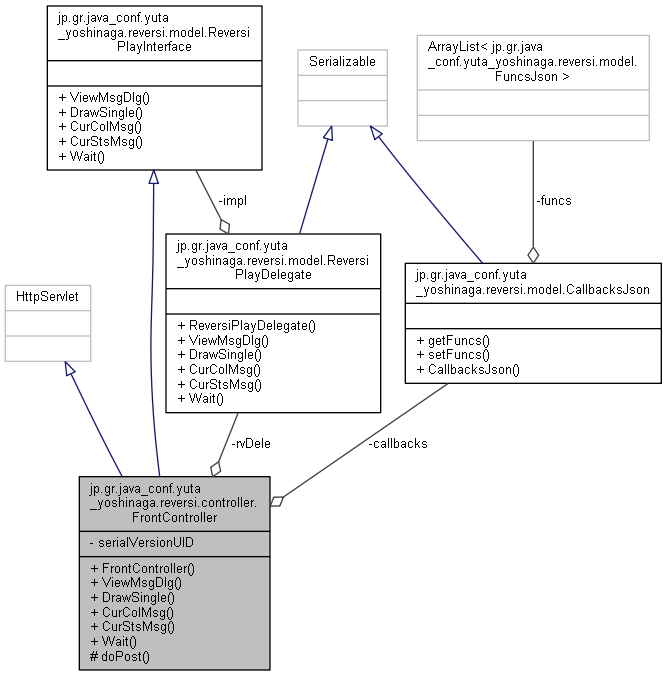 jp.gr.java_conf.yuta
_yoshinaga.reversi.model.Reversi
PlayInterface
+ ViewMsgDlg()
+ DrawSingle()
+ CurColMsg()
+ CurStsMsg()
+ Wait()
Serializable
ArrayList< jp.gr.java
_conf.yuta_yoshinaga.reversi.model.
FuncsJson >
-impl
-funcs
jp.gr.java_conf.yuta
_yoshinaga.reversi.model.Reversi
PlayDelegate
+ ReversiPlayDelegate()
+ ViewMsgDlg()
+ DrawSingle()
+ CurColMsg()
+ CurStsMsg()
+ Wait()
jp.gr.java_conf.yuta
_yoshinaga.reversi.model.CallbacksJson
+ getFuncs()
+ setFuncs()
+ CallbacksJson()
HttpServlet
-rvDele
-callbacks
jp.gr.java_conf.yuta
_yoshinaga.reversi.controller.
FrontController
- serialVersionUID
+ FrontController()
+ ViewMsgDlg()
+ DrawSingle()
+ CurColMsg()
+ CurStsMsg()
+ Wait()
# doPost()